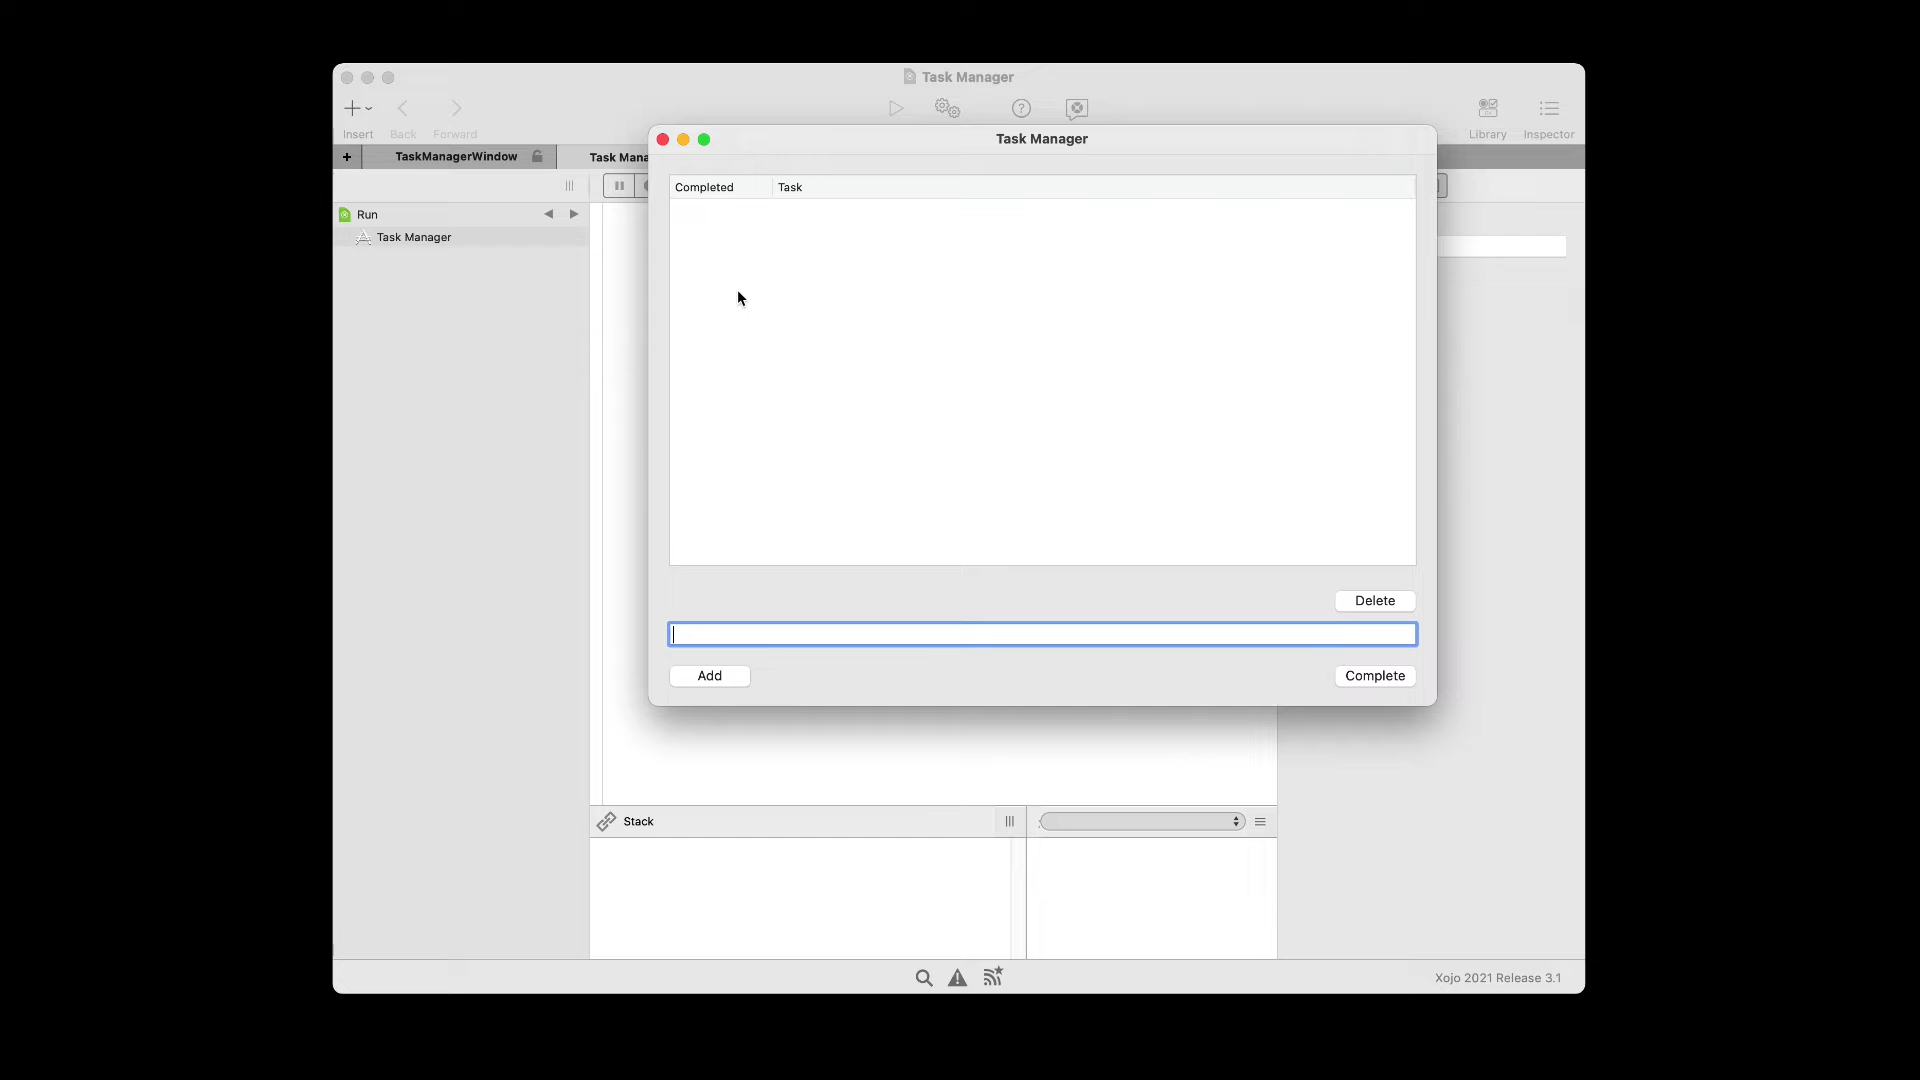 Task Manager
Insert
Back
Forward
Library
Inspector
TaskManagerWindow
Task Mana
Task Manager
Completed
Task
Run
Task Manager
Delete
Add
Complete
Stack
Xojo 2021 Release 3.1